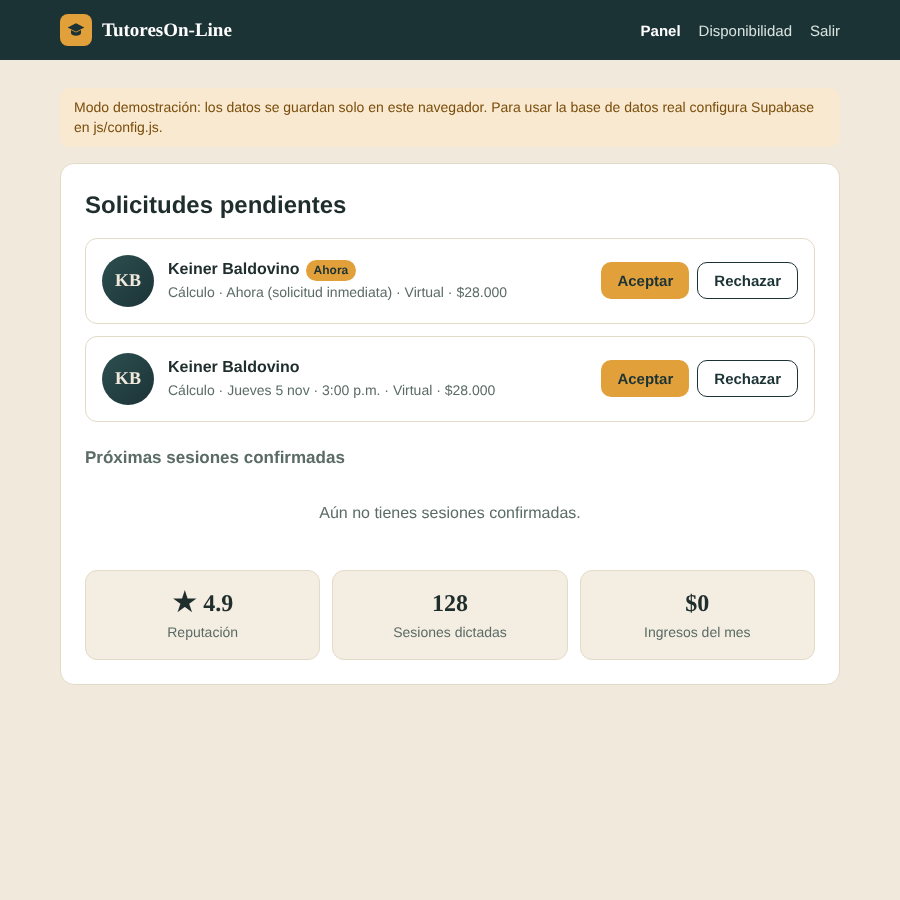 TutoresOn-Line
Panel Disponibilidad Salir
Modo demostración: los datos se guardan solo en este navegador. Para usar la base de datos real configura Supabase
en js/config.js.
Solicitudes pendientes
KB
Keiner Baldovino Ahora
Cálculo · Ahora (solicitud inmediata) · Virtual · $28.000
Aceptar Rechazar
KB
Keiner Baldovino
Cálculo · Jueves 5 nov · 3:00 p.m. · Virtual · $28.000
Aceptar Rechazar
Próximas sesiones confirmadas
Aún no tienes sesiones confirmadas.
★ 4.9
Reputación
128
Sesiones dictadas
$0
Ingresos del mes